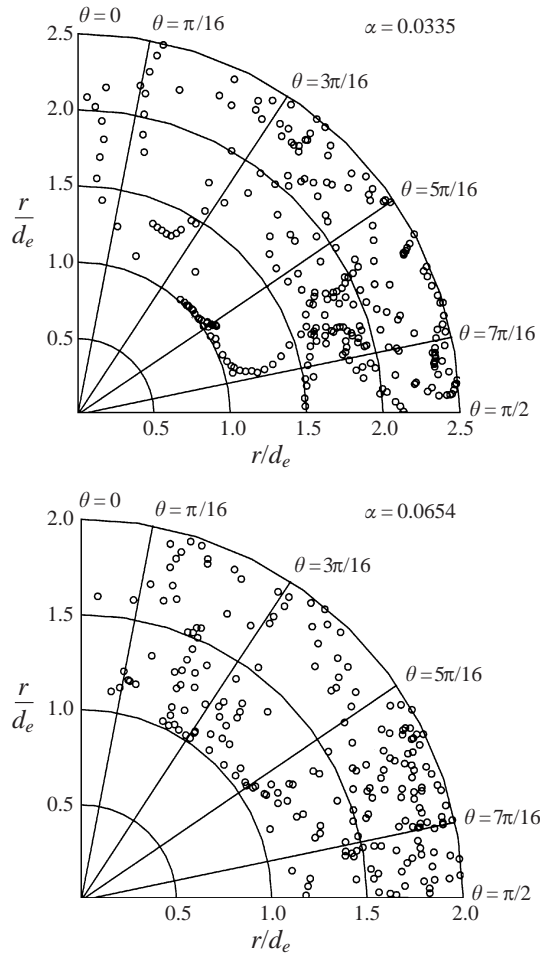 θ = 0
θ = π/16
α = 0.0335
θ = 3π/16
θ = 5π/16
θ = 7π/16
θ = π/2
2.5
2.0
1.5
1.0
0.5
r
d_e
0.5
1.0
1.5
2.0
2.5
r/d_e
θ = 0
θ = π/16
α = 0.0654
θ = 3π/16
θ = 5π/16
θ = 7π/16
θ = π/2
2.0
1.5
1.0
0.5
r
d_e
0.5
1.0
1.5
2.0
r/d_e